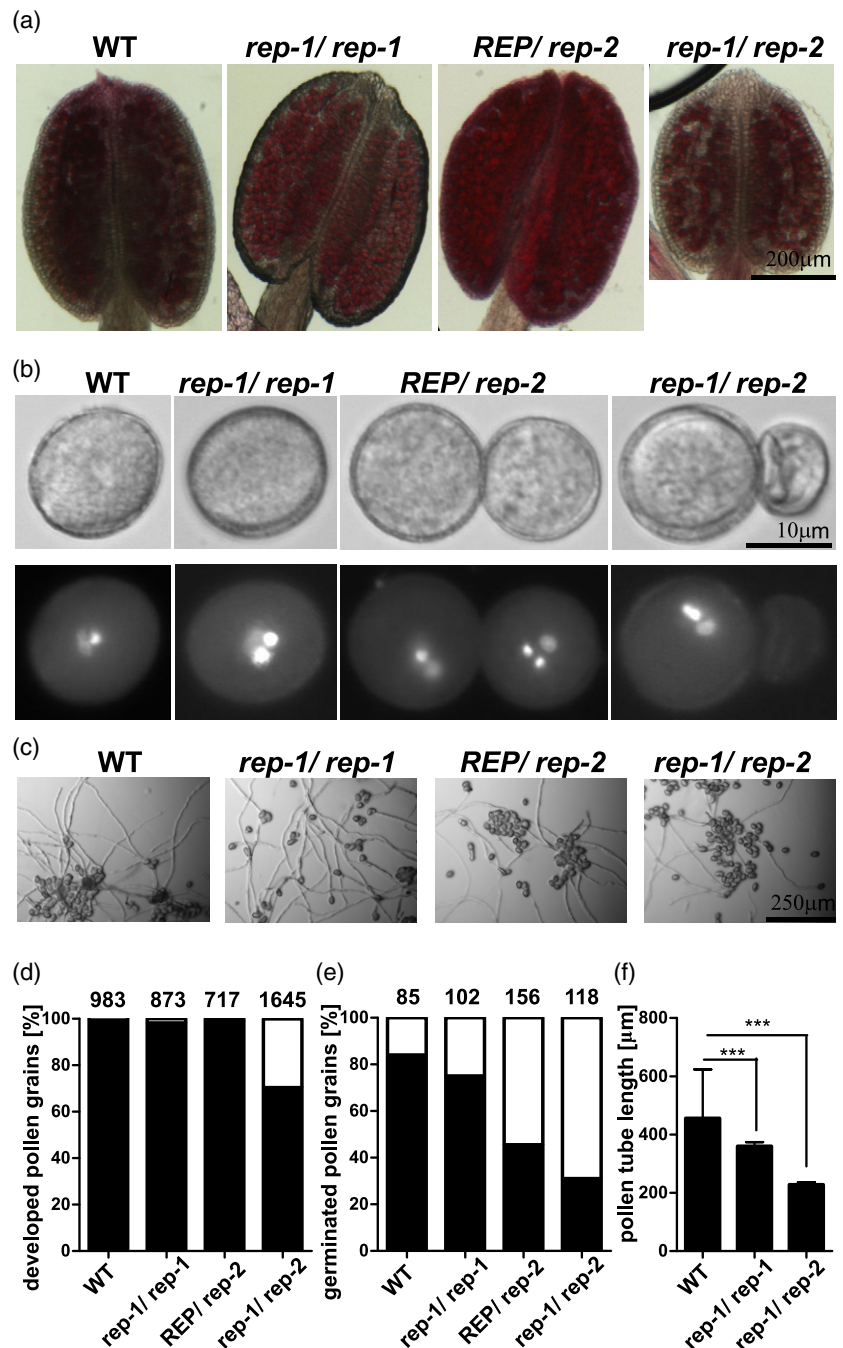 (a)
WT rep-1/ rep-1 REP/ rep-2 rep-1/ rep-2
200µm
(b)
WT rep-1/ rep-1 REP/ rep-2 rep-1/ rep-2
10µm
(c)
WT rep-1/ rep-1 REP/ rep-2 rep-1/ rep-2
250µm
(d)
983 873 717 1645
developed pollen grains [%]
100
80
60
40
20
0
WT
rep-1/ rep-1
REP/ rep-2
rep-1/ rep-2
(e)
85 102 156 118
germinated pollen grains [%]
100
80
60
40
20
0
WT
rep-1/ rep-1
REP/ rep-2
rep-1/ rep-2
(f)
pollen tube length [µm]
800
600
400
200
0
***
***
WT
rep-1/ rep-1
rep-1/ rep-2